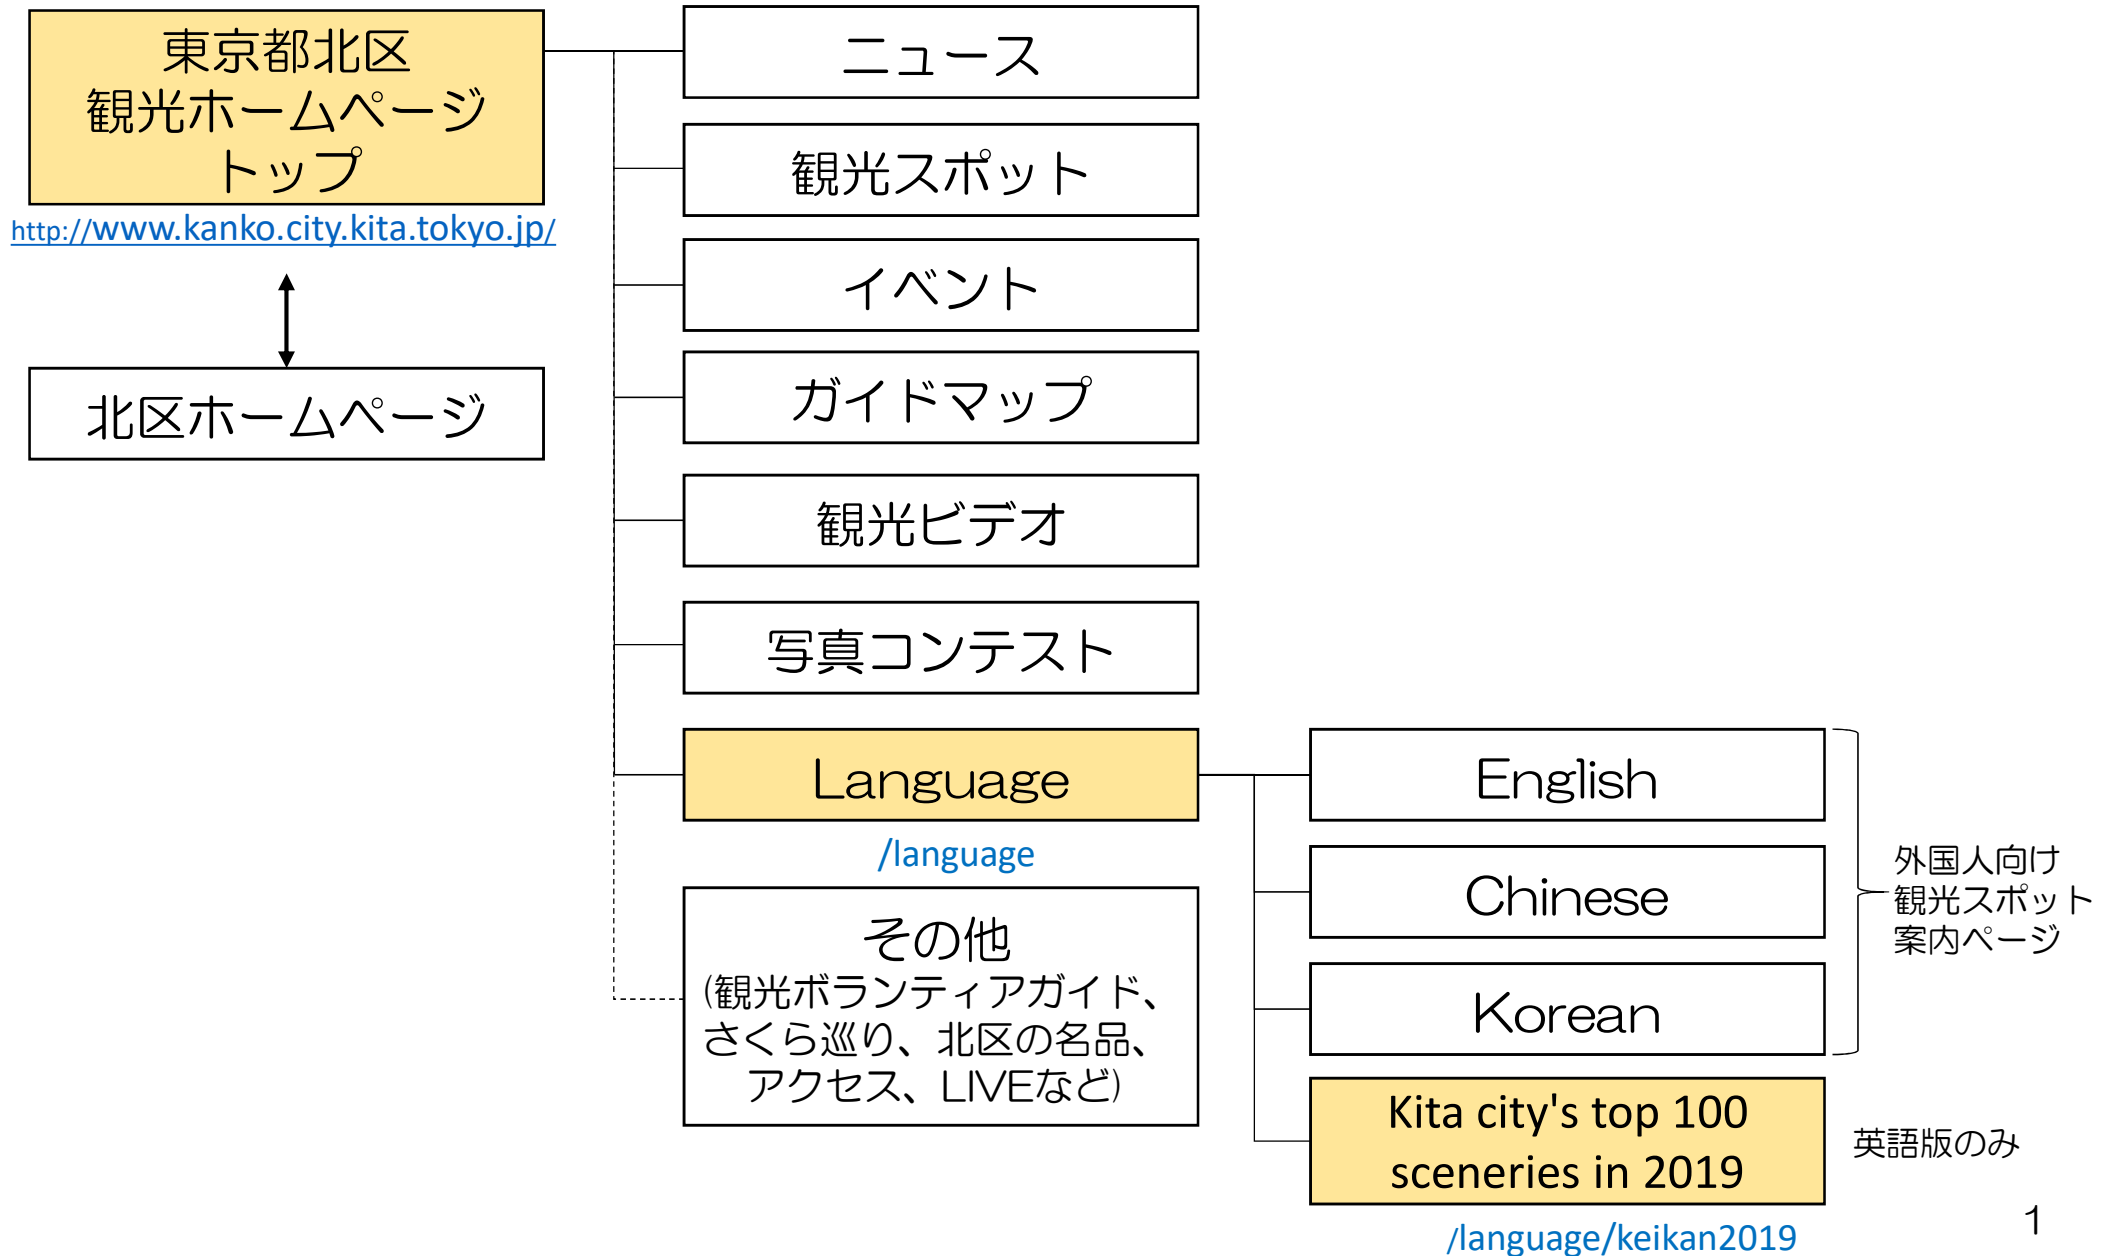 東京都北区
観光ホームページ
トップ
http://www.kanko.city.kita.tokyo.jp/
北区ホームページ
ニュース
観光スポット
イベント
ガイドマップ
観光ビデオ
写真コンテスト
Language
/language
その他
(観光ボランティアガイド、
さくら巡り、北区の名品、
アクセス、LIVEなど)
English
Chinese
Korean
外国人向け
観光スポット
案内ページ
Kita city's top 100
sceneries in 2019
英語版のみ
/language/keikan2019
1